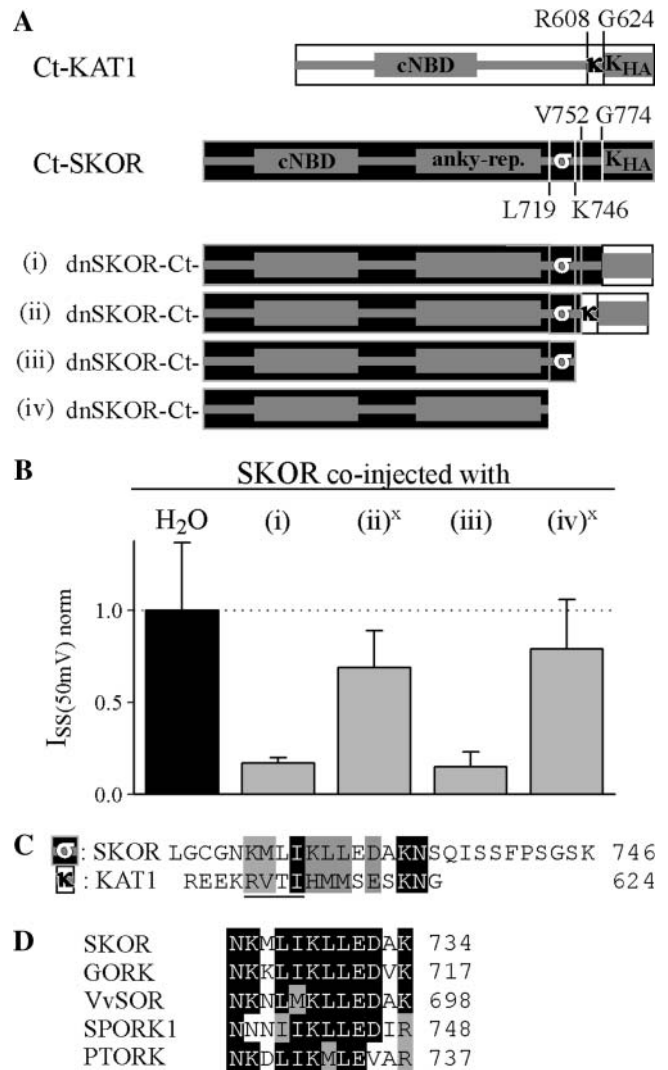 A
R608 G624
Ct-KAT1 cNBD κ KHA
V752 G774
Ct-SKOR cNBD anky-rep. σ KHA
L719 K746
(i) dnSKOR-Ct- σ
(ii) dnSKOR-Ct- σ κ
(iii) dnSKOR-Ct- σ
(iv) dnSKOR-Ct-
B
SKOR co-injected with
H₂O (i) (ii)ˣ (iii) (iv)ˣ
ISS(50mV) norm
1.0
0.5
0.0
C
σ : SKOR LGCGNKMLIKLLEDAKNSQISSFPSGSK 746
κ : KAT1 REEKRVTIHMMSESKNG 624
D
SKOR NKMLIKLLEDAK 734
GORK NKKLIKLLEDVK 717
VvSOR NKNLMKLLEDVK 698
SPORK1 NNNIIKLLEDIR 748
PTORK NKDLIKMLEVAR 737